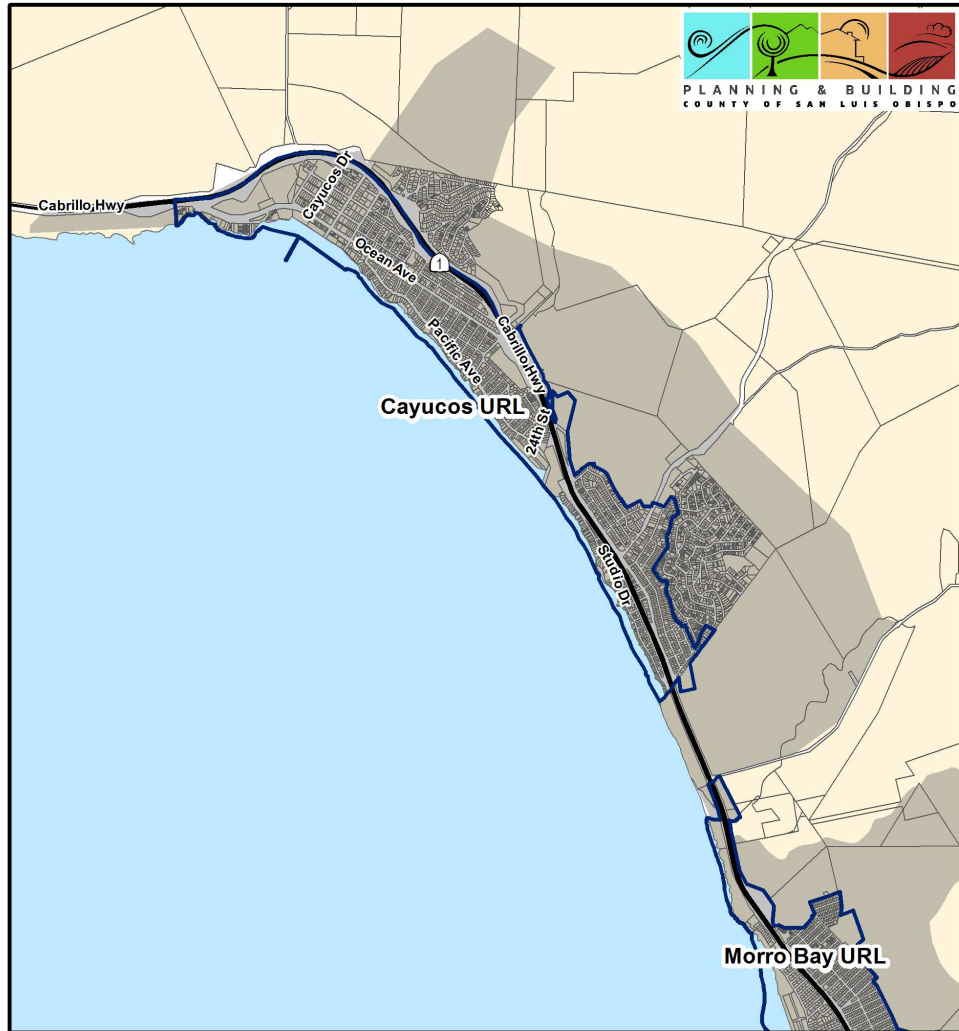 PLANNING & BUILDING
COUNTY OF SAN LUIS OBISPO
Cabrillo Hwy
Cayucos Dr
Ocean Ave
1
Cabrillo Hwy
Pacific Ave
Cayucos URL
24th St
Studio Dr
Morro Bay URL